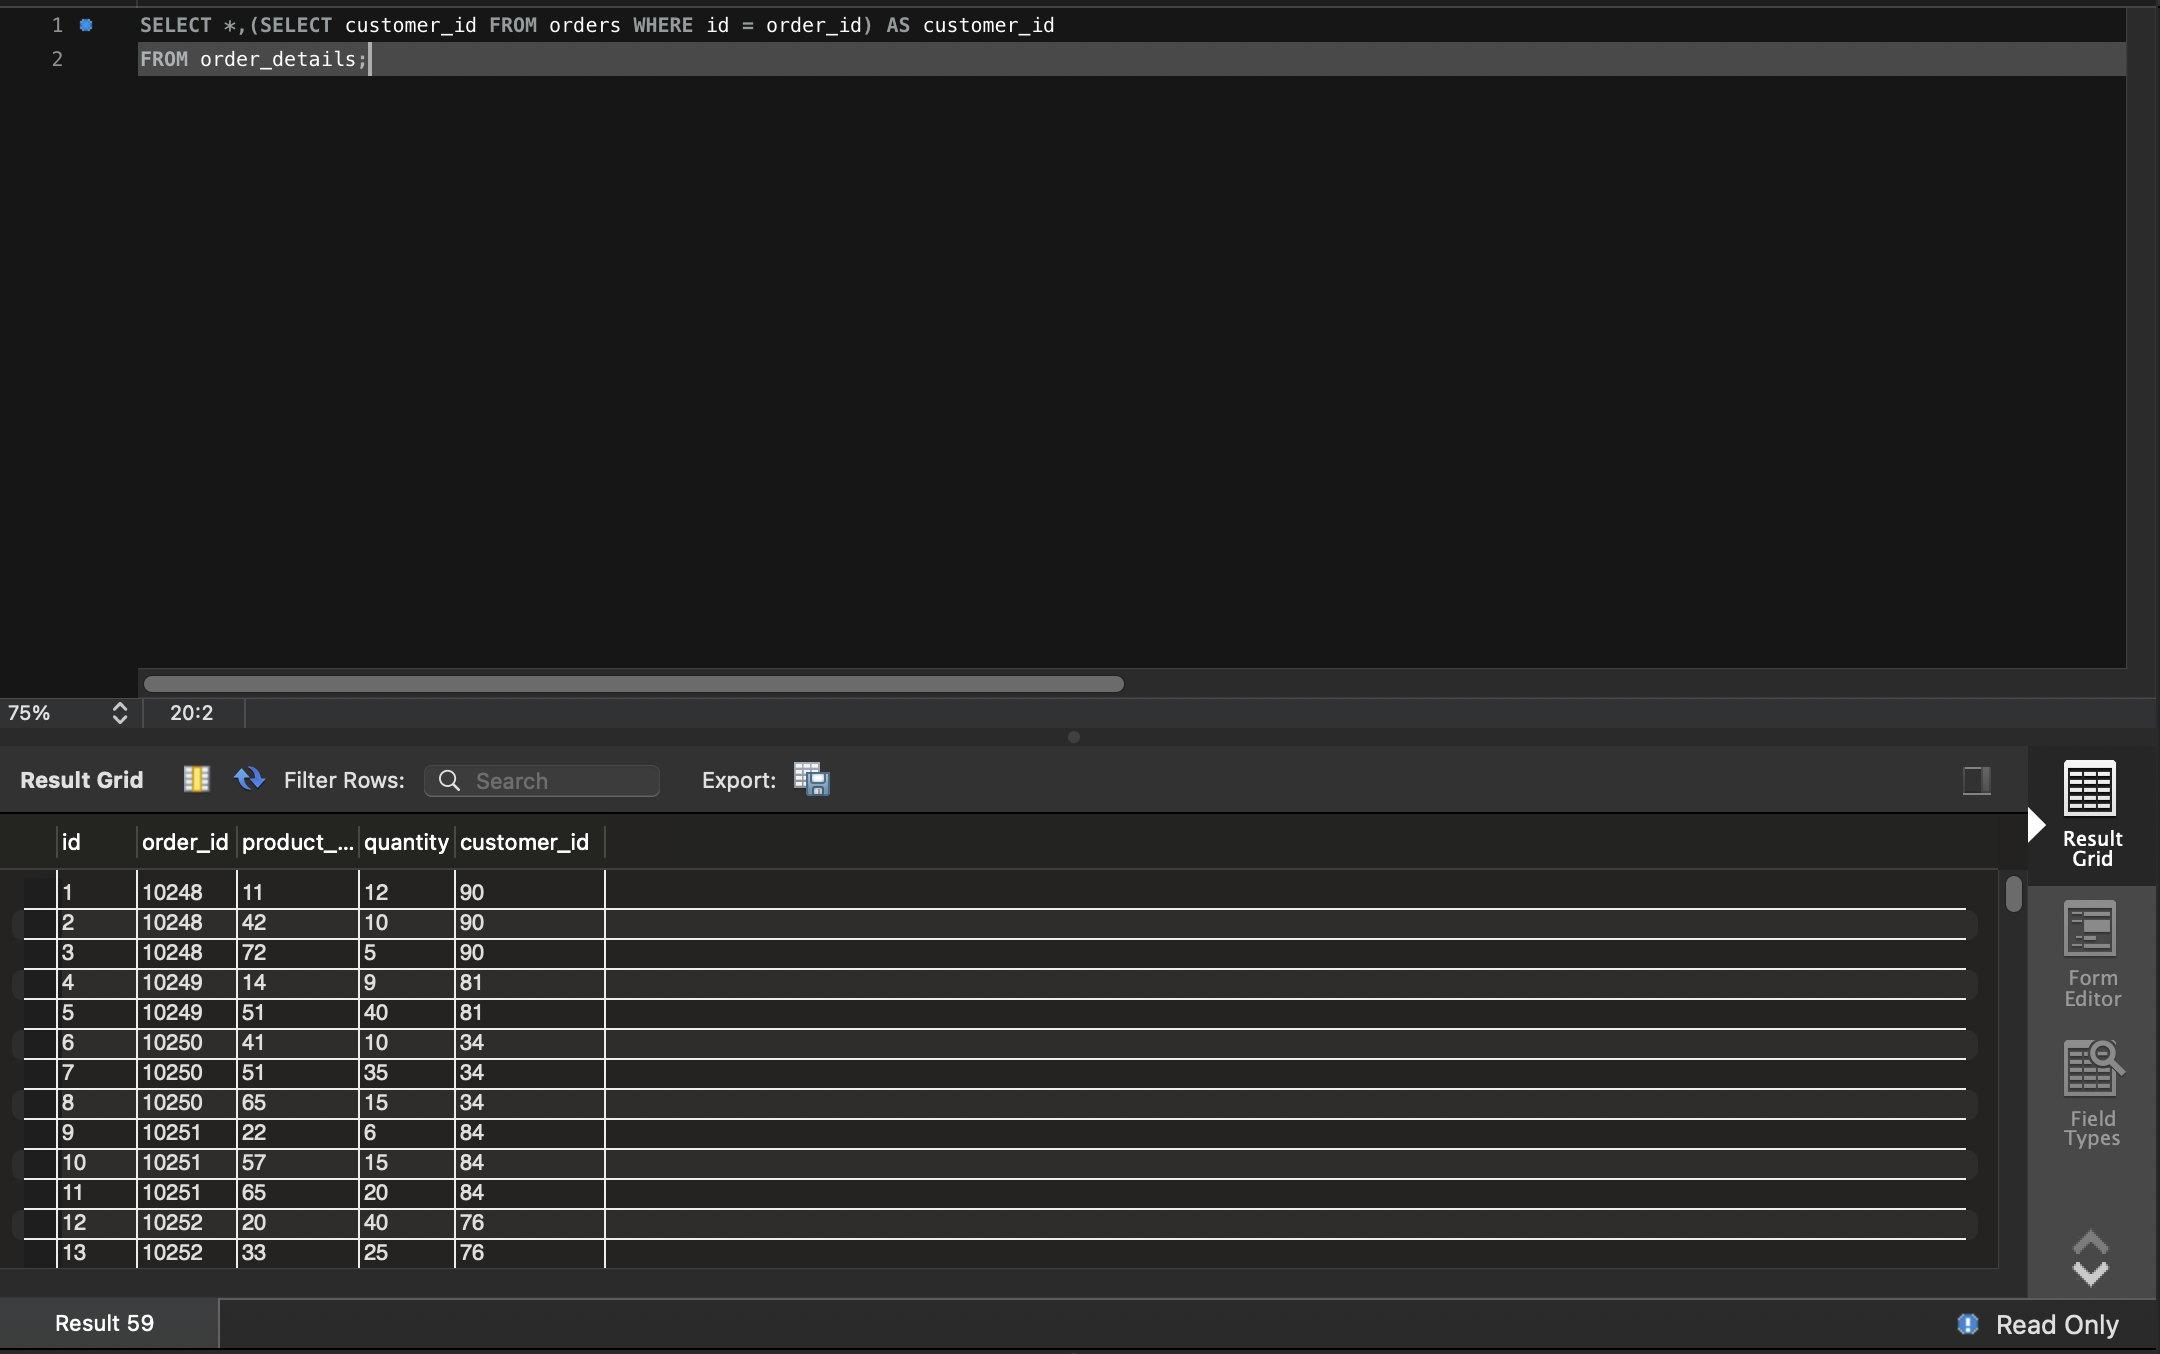 1 SELECT *,(SELECT customer_id FROM orders WHERE id = order_id) AS customer_id
2 FROM order_details;
75% 20:2
Result Grid Filter Rows: Search Export:
id order_id product_... quantity customer_id
1 10248 11 12 90
2 10248 42 10 90
3 10248 72 5 90
4 10249 14 9 81
5 10249 51 40 81
6 10250 41 10 34
7 10250 51 35 34
8 10250 65 15 34
9 10251 22 6 84
10 10251 57 15 84
11 10251 65 20 84
12 10252 20 40 76
13 10252 33 25 76
Result
Grid
Form
Editor
Field
Types
Result 59 Read Only